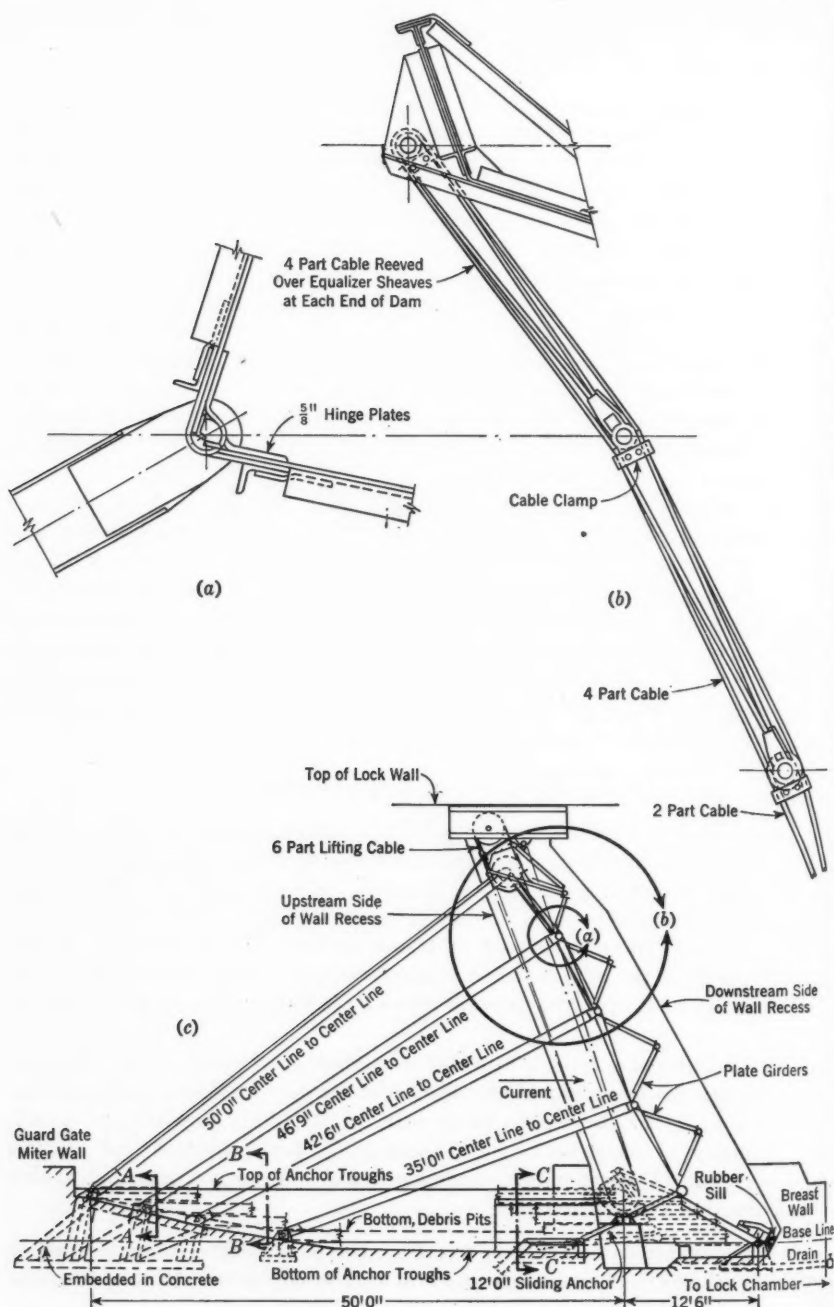 4 Part Cable Reeved
Over Equalizer Sheaves
at Each End of Dam
5/8" Hinge Plates
Cable Clamp
(a)
(b)
4 Part Cable
Top of Lock Wall
2 Part Cable
6 Part Lifting Cable
Upstream Side
of Wall Recess
(b)
(a)
(c)
Downstream Side
of Wall Recess
50'0" Center Line to Center Line
46'9" Center Line to Center Line
42'6" Center Line to Center Line
Current
Plate Girders
35'0" Center Line to Center Line
Guard Gate
Miter Wall
A
B
Top of Anchor Troughs
C
Rubber
Sill
Breast
Wall
Bottom, Debris Pits
Base Line
A
B
C
Drain
Embedded in Concrete
Bottom of Anchor Troughs
12'0" Sliding Anchor
To Lock Chamber
50'0"
12'6"